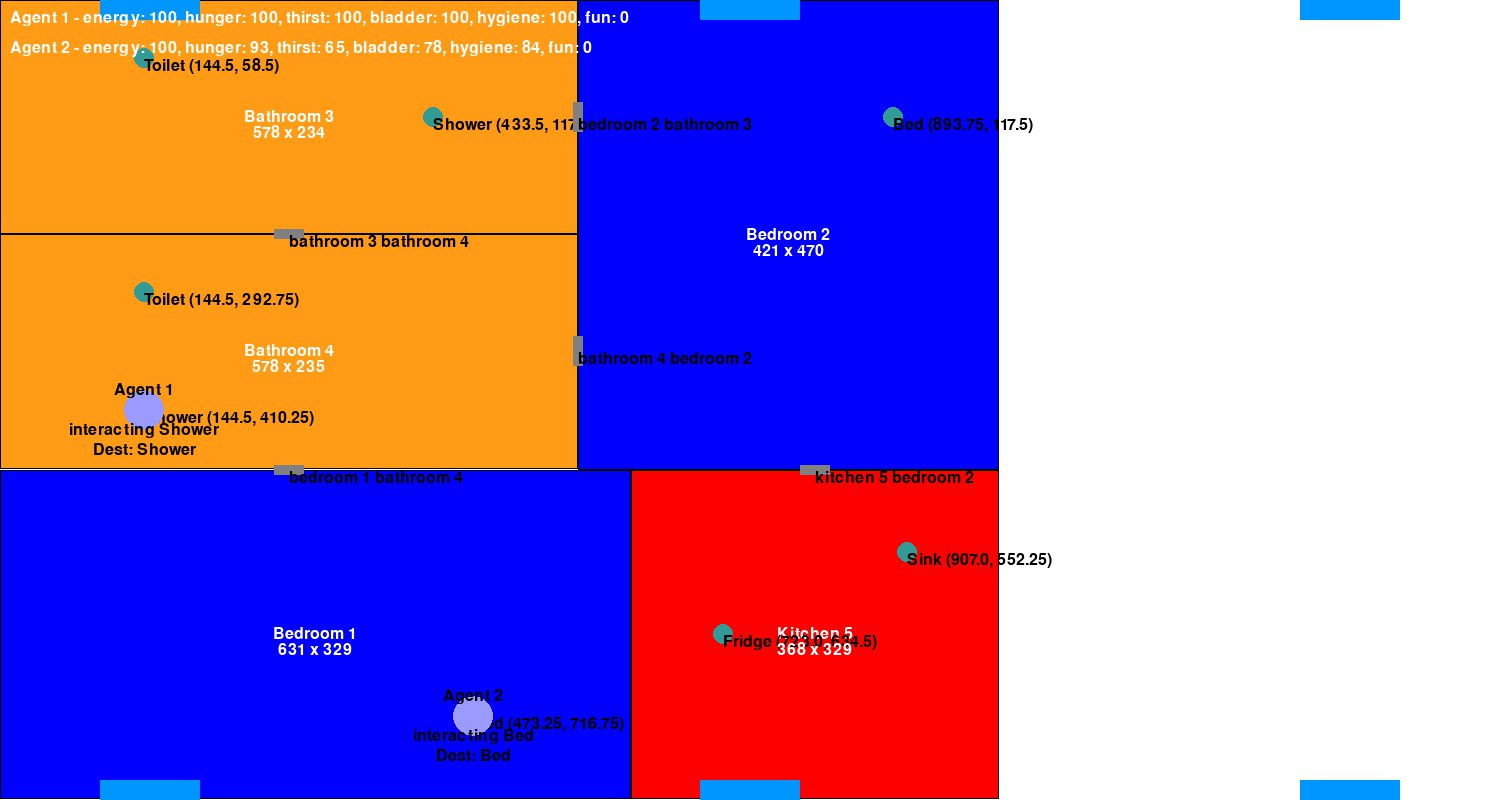 Agent 1 - energy: 100, hunger: 100, thirst: 100, bladder: 100, hygiene: 100, fun: 0
Agent 2 - energy: 100, hunger: 93, thirst: 65, bladder: 78, hygiene: 84, fun: 0
Toilet (144.5, 58.5)
Bathroom 3
578 x 234
Shower (433.5, 117
bedroom 2 bathroom 3
Bed (893.75, 117.5)
Bedroom 2
421 x 470
bathroom 3 bathroom 4
Toilet (144.5, 292.75)
Bathroom 4
578 x 235
bathroom 4 bedroom 2
Agent 1
hower (144.5, 410.25)
interacting Shower
Dest: Shower
bedroom 1 bathroom 4
kitchen 5 bedroom 2
Sink (907.0, 552.25)
Bedroom 1
631 x 329
Kitchen 5
Fridge (723.0, 634.5)
368 x 329
Agent 2
d (473.25, 716.75)
interacting Bed
Dest: Bed